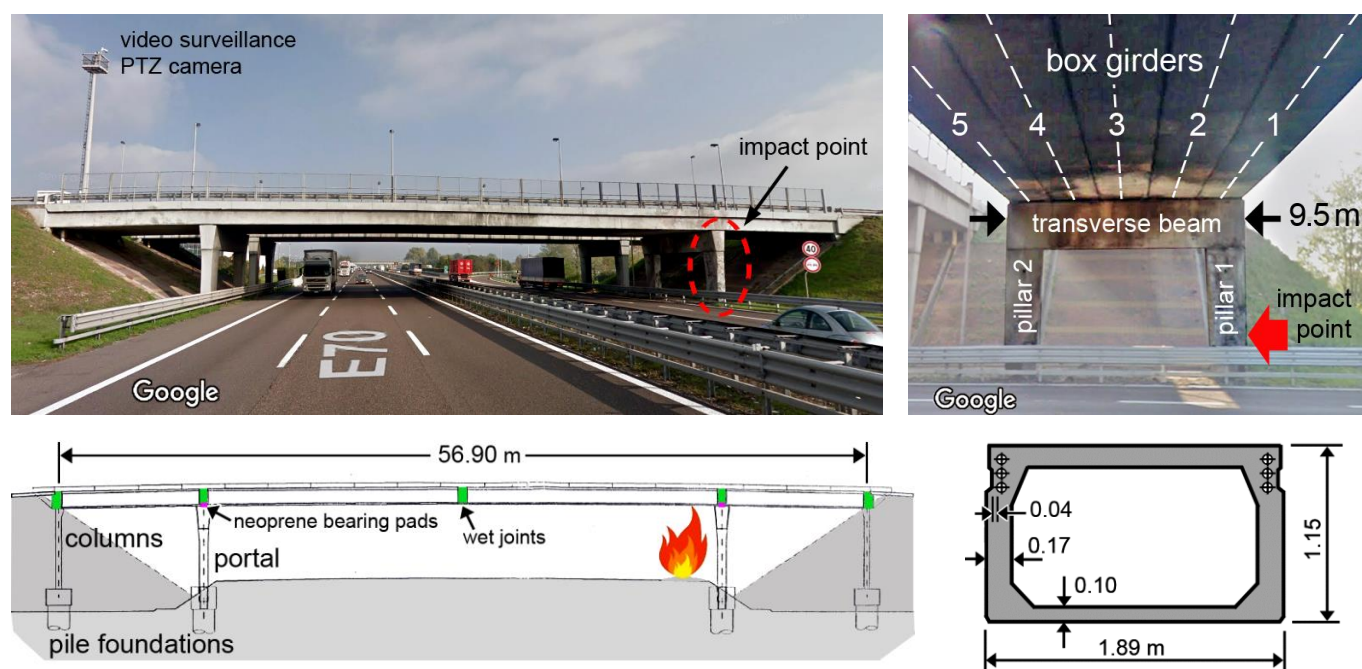 video surveillance
PTZ camera
impact point
40
E70
Google
box girders
5 4 3 2 1
transverse beam
9.5 m
pillar 2
pillar 1
impact
point
Google
56.90 m
neoprene bearing pads
wet joints
columns
portal
pile foundations
0.04
0.17
0.10
1.15
1.89 m